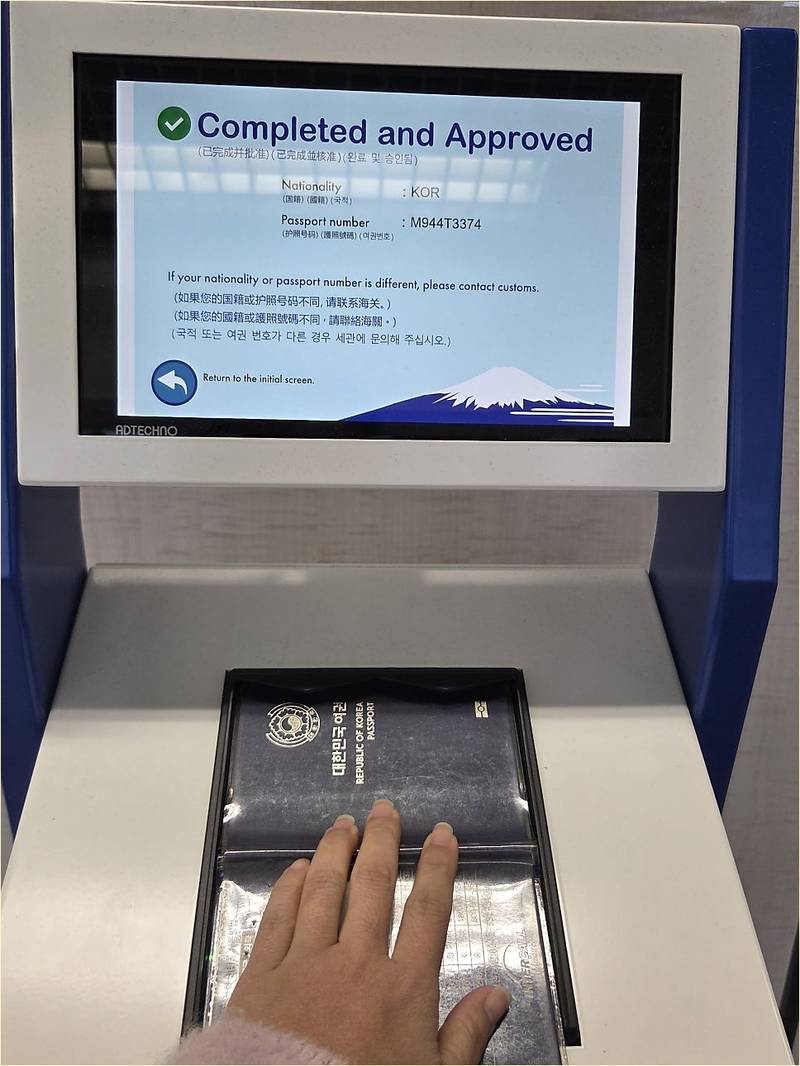 Completed and Approved
(已完成并批准) (已完成並核准) (완료 및 승인됨)
Nationality : KOR
(国籍) (國籍) (국적)
Passport number : M944T3374
(护照号码) (護照號碼) (여권번호)
If your nationality or passport number is different, please contact customs.
(如果您的国籍或护照号码不同, 请联系海关。)
(如果您的國籍或護照號碼不同，請聯絡海關。)
(국적 또는 여권 번호가 다른 경우 세관에 문의해 주십시오.)
Return to the initial screen.
ADTECHNO
대한민국 여권
REPUBLIC OF KOREA
PASSPORT